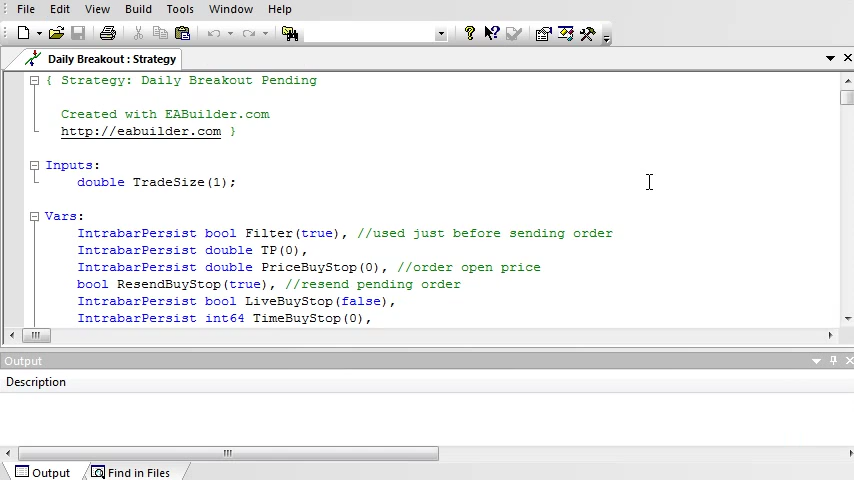 File Edit View Build Tools Window Help
Daily Breakout : Strategy
{ Strategy: Daily Breakout Pending
Created with EABuilder.com
http://eabuilder.com }
Inputs:
double TradeSize(1);
Vars:
IntrabarPersist bool Filter(true), //used just before sending order
IntrabarPersist double TP(0),
IntrabarPersist double PriceBuyStop(0), //order open price
bool ResendBuyStop(true), //resend pending order
IntrabarPersist bool LiveBuyStop(false),
IntrabarPersist int64 TimeBuyStop(0),
Output
Description
Output Find in Files